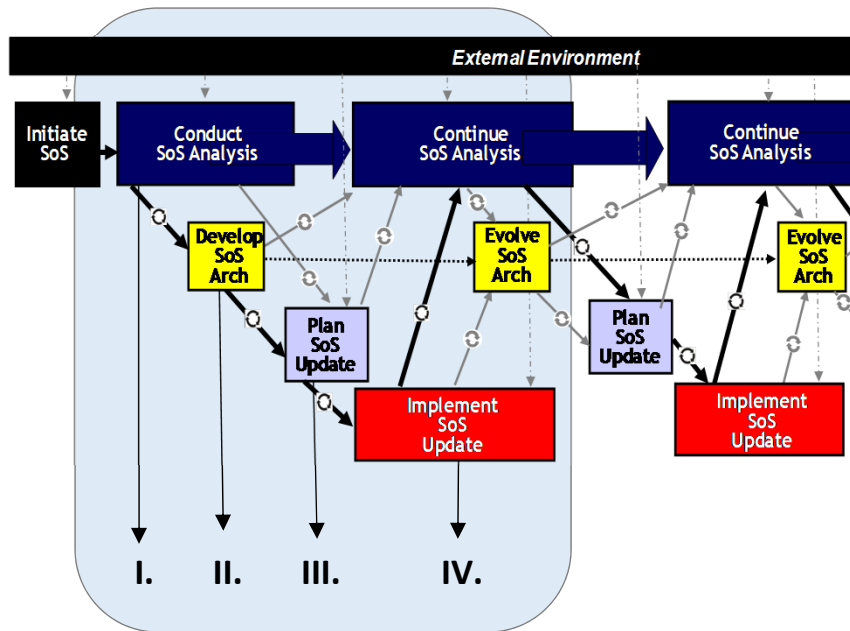 External Environment
Initiate
SoS
Conduct
SoS Analysis
Continue
SoS Analysis
Continue
SoS Analysis
Develop
SoS
Arch
Evolve
SoS
Arch
Evolve
SoS
Arch
Plan
SoS
Update
Plan
SoS
Update
Implement
SoS
Update
Implement
SoS
Update
I.
II.
III.
IV.